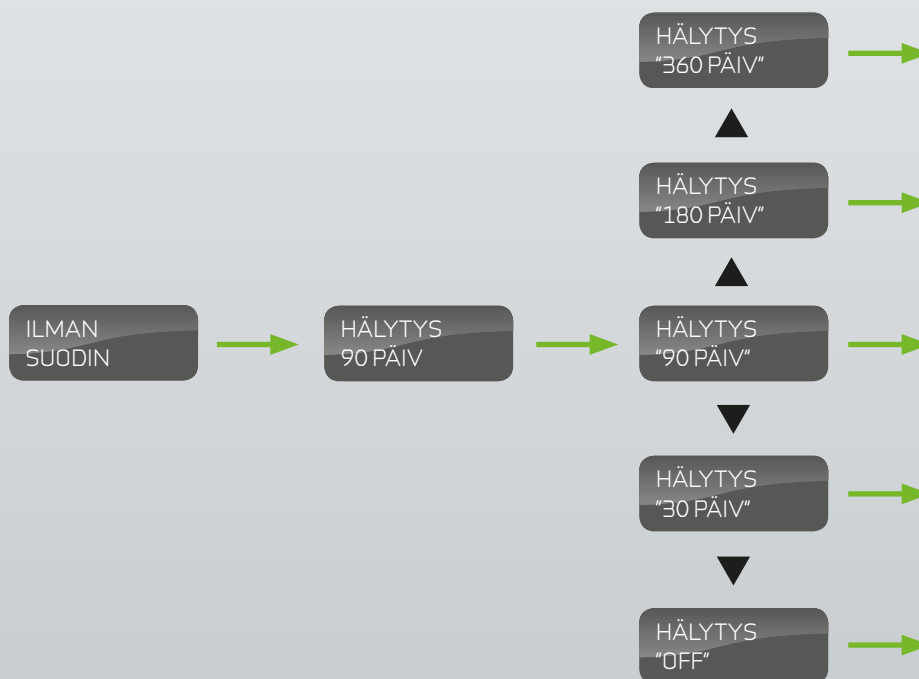 HÄLYTYS
"360 PÄIV"
HÄLYTYS
"180 PÄIV"
ILMAN
SUODIN
HÄLYTYS
90 PÄIV
HÄLYTYS
"90 PÄIV"
HÄLYTYS
"30 PÄIV"
HÄLYTYS
"OFF"